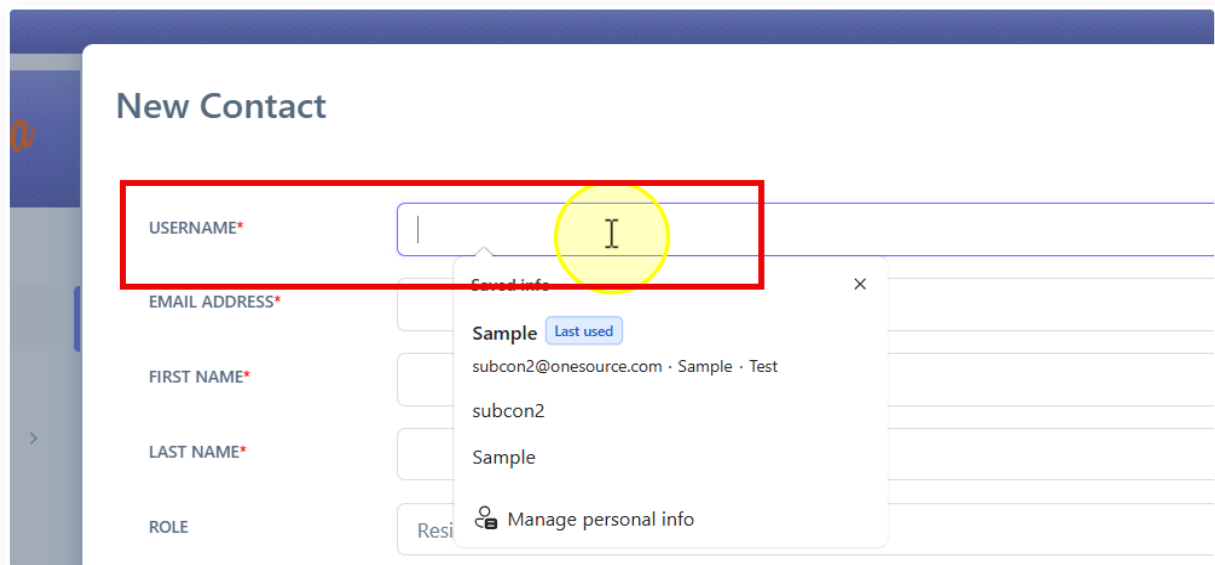 New Contact
USERNAME*
Saved info
EMAIL ADDRESS*
Sample Last used
subcon2@onesource.com · Sample · Test
FIRST NAME*
subcon2
LAST NAME*
Sample
Manage personal info
ROLE
Resi